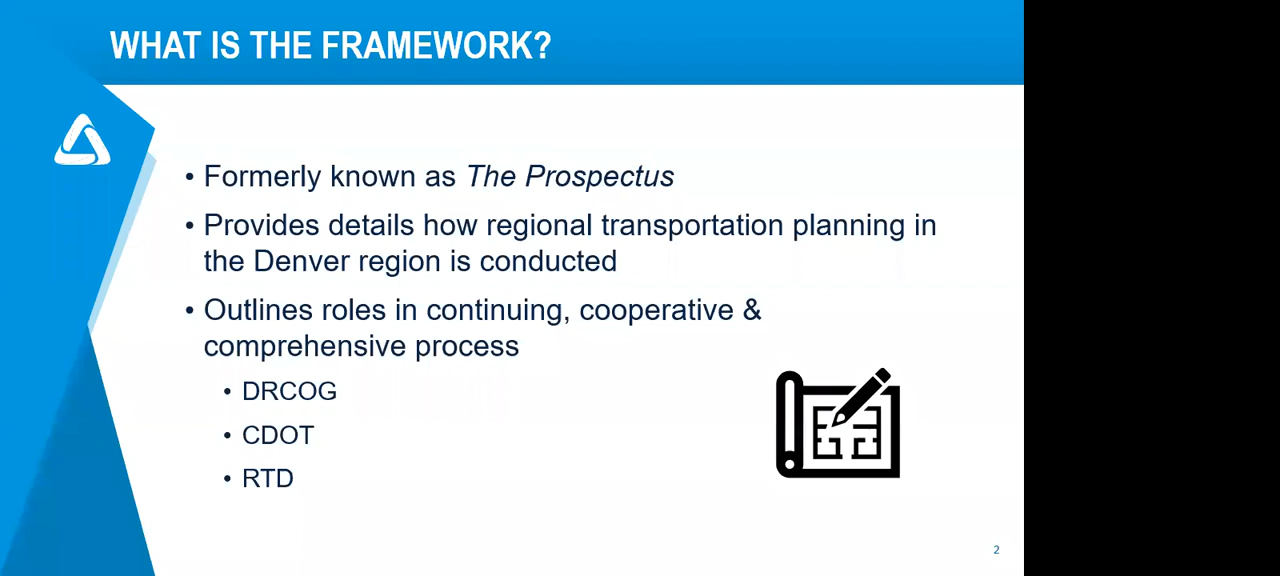 WHAT IS THE FRAMEWORK?
• Formerly known as The Prospectus
• Provides details how regional transportation planning in
the Denver region is conducted
• Outlines roles in continuing, cooperative &
comprehensive process
• DRCOG
• CDOT
• RTD
2